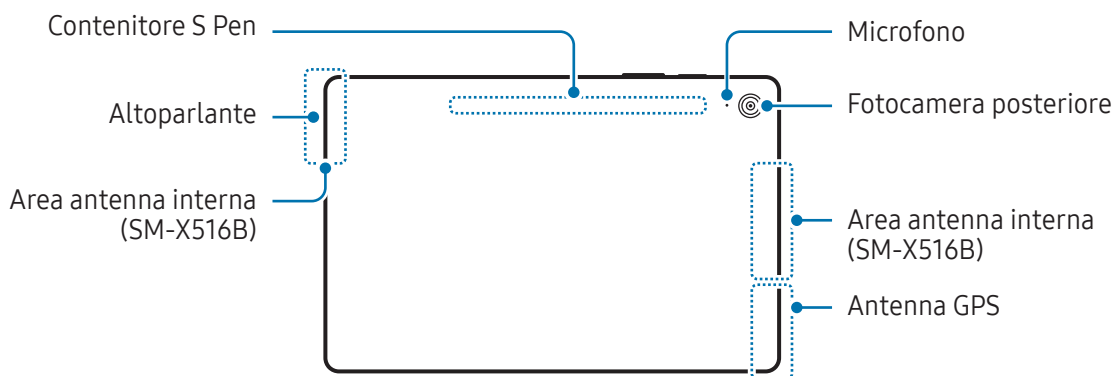 Contenitore S Pen
Altoparlante
Area antenna interna
(SM-X516B)
Microfono
Fotocamera posteriore
Area antenna interna
(SM-X516B)
Antenna GPS